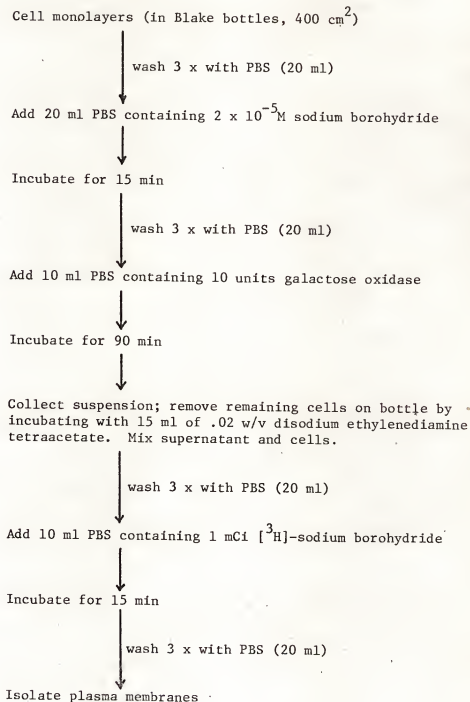 Cell monolayers (in Blake bottles, 400 cm²)
wash 3 x with PBS (20 ml)
Add 20 ml PBS containing 2 x 10⁻⁵M sodium borohydride
Incubate for 15 min
wash 3 x with PBS (20 ml)
Add 10 ml PBS containing 10 units galactose oxidase
Incubate for 90 min
Collect suspension; remove remaining cells on bottle by
incubating with 15 ml of .02 w/v disodium ethylenediamine
tetraacetate. Mix supernatant and cells.
wash 3 x with PBS (20 ml)
Add 10 ml PBS containing 1 mCi [³H]-sodium borohydride
Incubate for 15 min
wash 3 x with PBS (20 ml)
Isolate plasma membranes